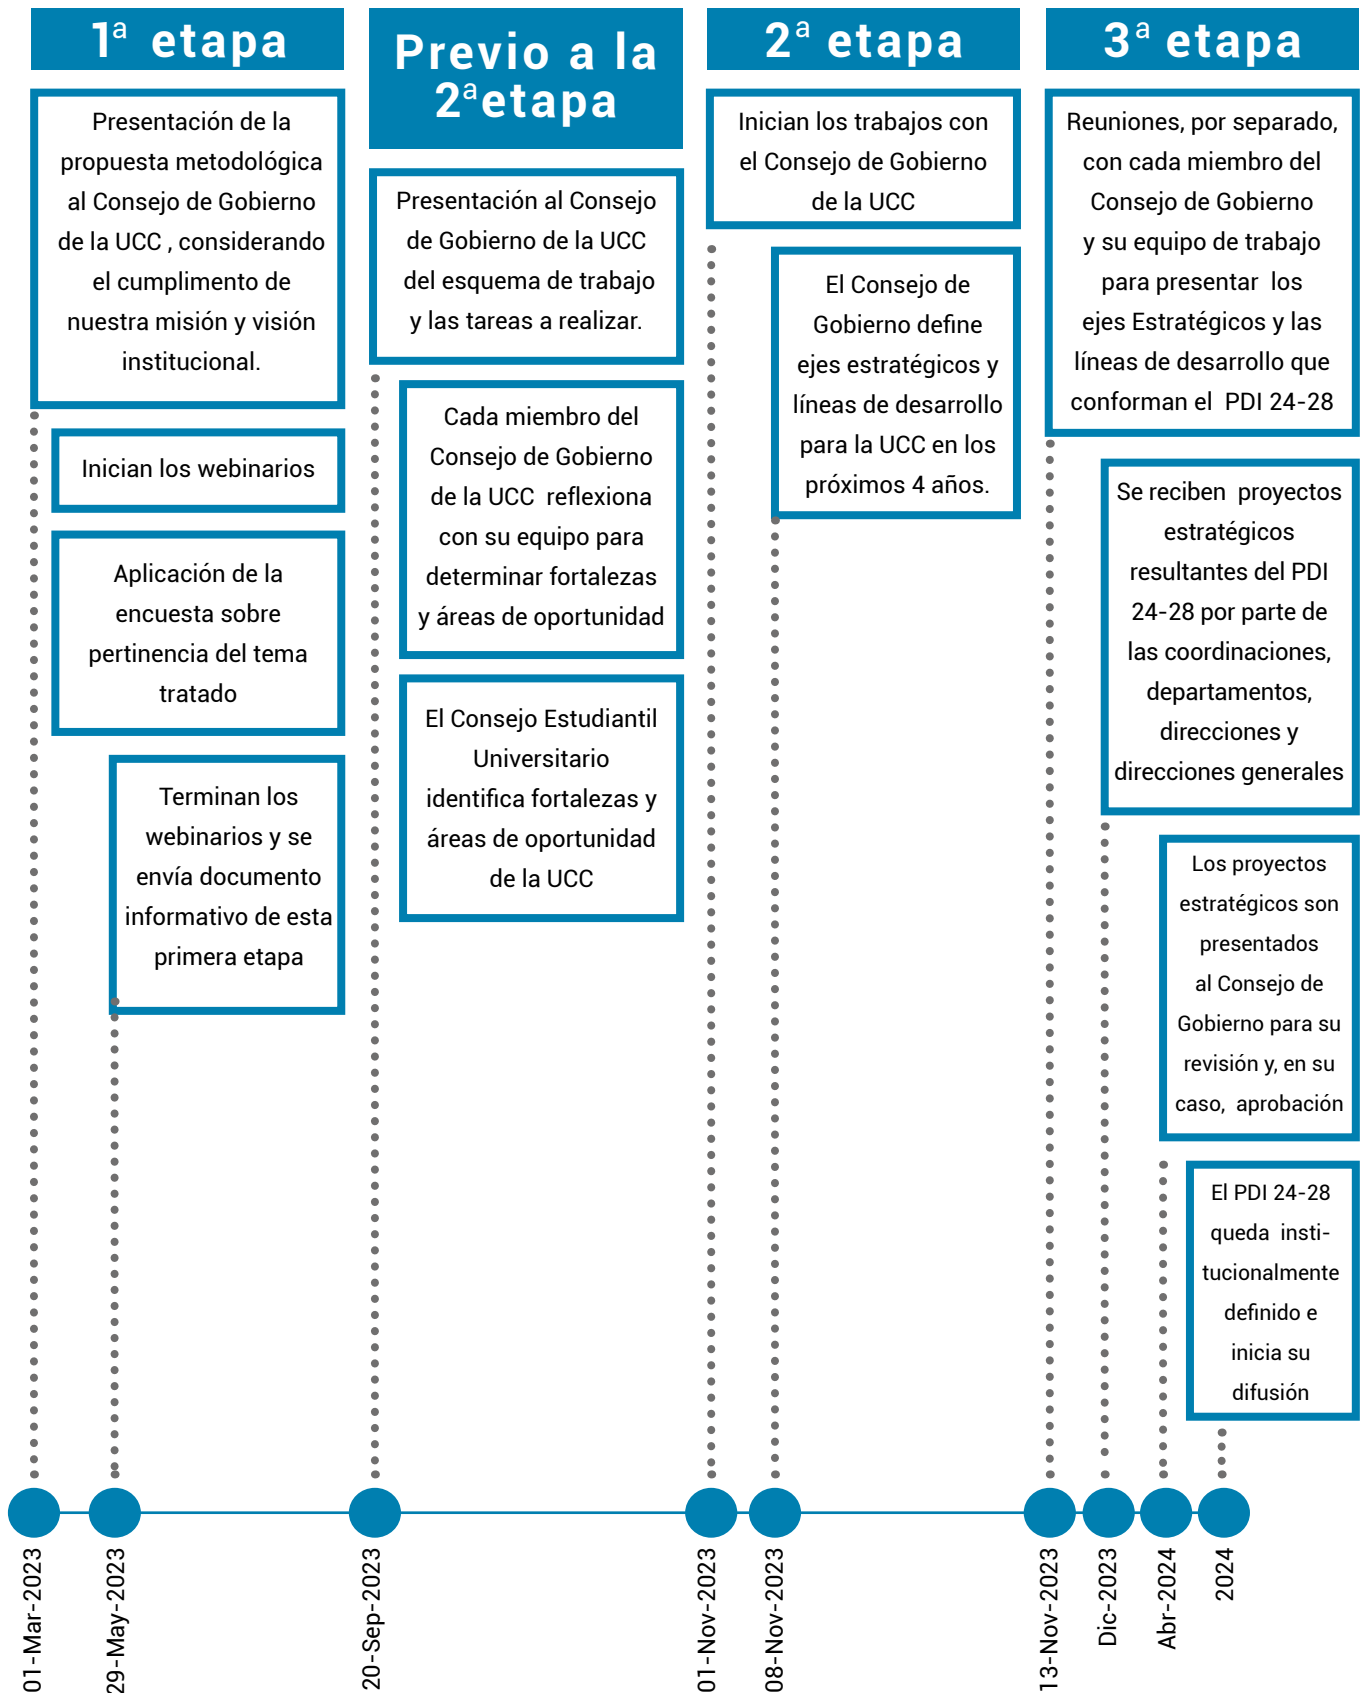 1ª etapa
Presentación de la
propuesta metodológica
al Consejo de Gobierno
de la UCC , considerando
el cumplimento de
nuestra misión y visión
institucional.
Inician los webinarios
Aplicación de la
encuesta sobre
pertinencia del tema
tratado
Terminan los
webinarios y se
envía documento
informativo de esta
primera etapa
Previo a la
2ªetapa
Presentación al Consejo
de Gobierno de la UCC
del esquema de trabajo
y las tareas a realizar.
Cada miembro del
Consejo de Gobierno
de la UCC reflexiona
con su equipo para
determinar fortalezas
y áreas de oportunidad
El Consejo Estudiantil
Universitario
identifica fortalezas y
áreas de oportunidad
de la UCC
2ª etapa
Inician los trabajos con
el Consejo de Gobierno
de la UCC
El Consejo de
Gobierno define
ejes estratégicos y
líneas de desarrollo
para la UCC en los
próximos 4 años.
3ª etapa
Reuniones, por separado,
con cada miembro del
Consejo de Gobierno
y su equipo de trabajo
para presentar los
ejes Estratégicos y las
líneas de desarrollo que
conforman el PDI 24-28
Se reciben proyectos
estratégicos
resultantes del PDI
24-28 por parte de
las coordinaciones,
departamentos,
direcciones y
direcciones generales
Los proyectos
estratégicos son
presentados
al Consejo de
Gobierno para su
revisión y, en su
caso, aprobación
El PDI 24-28
queda insti-
tucionalmente
definido e
inicia su
difusión
01-Mar-2023
29-May-2023
20-Sep-2023
01-Nov-2023
08-Nov-2023
13-Nov-2023
Dic-2023
Abr-2024
2024